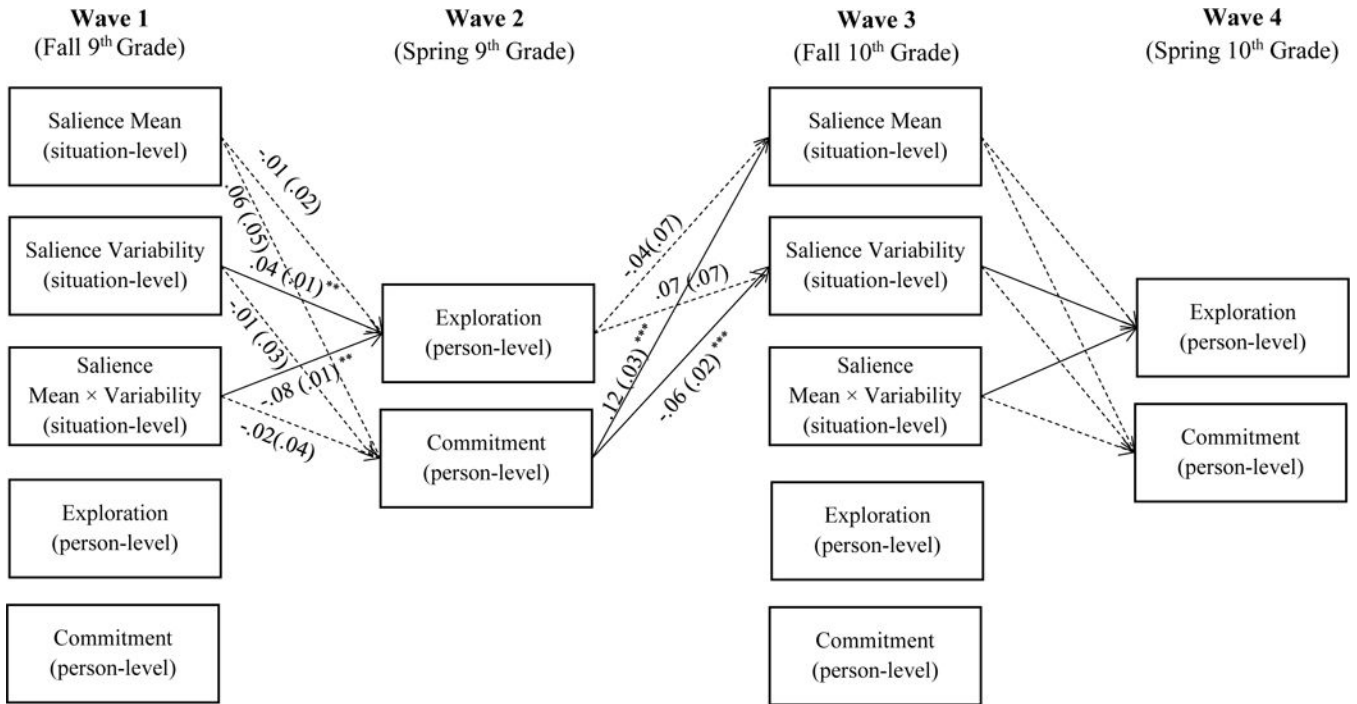 Wave 1
(Fall 9th Grade)
Wave 2
(Spring 9th Grade)
Wave 3
(Fall 10th Grade)
Wave 4
(Spring 10th Grade)
Salience Mean
(situation-level)
Salience Variability
(situation-level)
Salience
Mean × Variability
(situation-level)
Exploration
(person-level)
Commitment
(person-level)
-.01 (.02)
.06 (.05)
.04 (.01)**
-.01 (.03)
-.08 (.01)**
-.02(.04)
Exploration
(person-level)
Commitment
(person-level)
-.04(.07)
.07 (.07)
.12 (.03) ***
-.06 (.02) ***
Salience Mean
(situation-level)
Salience Variability
(situation-level)
Salience
Mean × Variability
(situation-level)
Exploration
(person-level)
Commitment
(person-level)
Exploration
(person-level)
Commitment
(person-level)